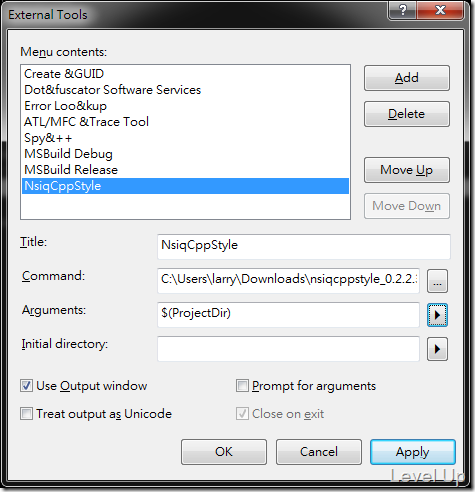 External Tools
Menu contents:
Create &GUID
Dot&fuscator Software Services
Error Loo&kup
ATL/MFC &Trace Tool
Spy&++
MSBuild Debug
MSBuild Release
NsiqCppStyle
Add
Delete
Move Up
Move Down
Title: NsiqCppStyle
Command: C:\Users\larry\Downloads\nsiqcppstyle_0.2.2. ...
Arguments: $(ProjectDir)
Initial directory:
Use Output window
Prompt for arguments
Treat output as Unicode
Close on exit
OK Cancel Apply
Level Up